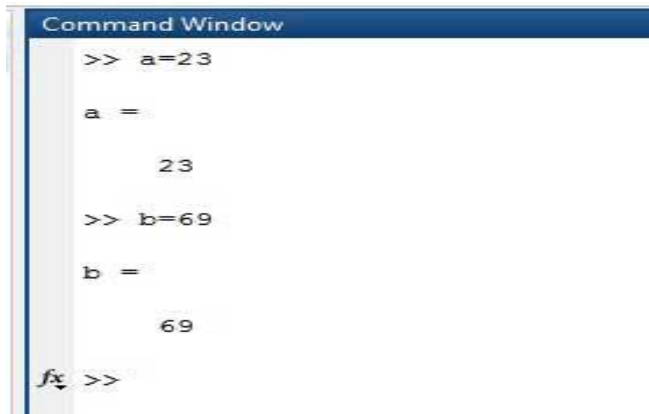 Command Window
>> a=23
a =
23
>> b=69
b =
69
fx >>